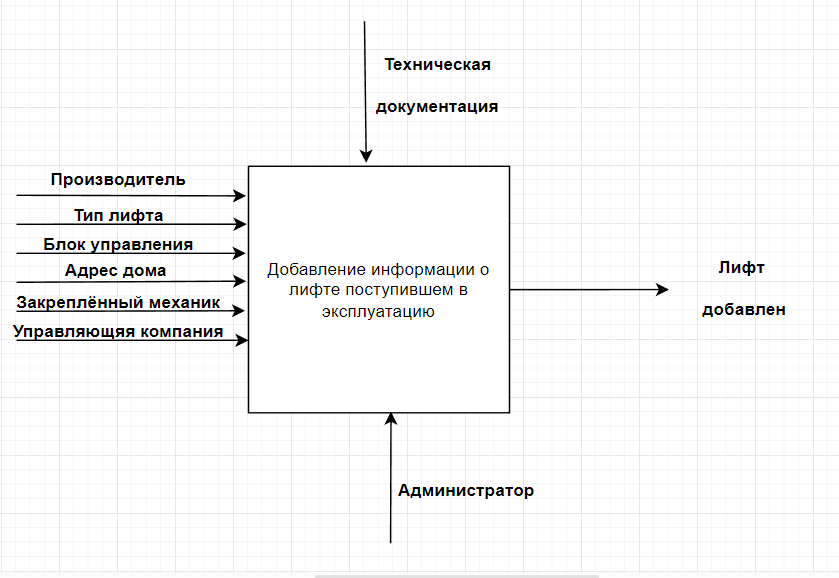 Техническая
документация
Производитель
Тип лифта
Блок управления
Адрес дома
Закреплённый механик
Управляющяя компания
Добавление информации о
лифте поступившем в
эксплуатацию
Лифт
добавлен
Администратор